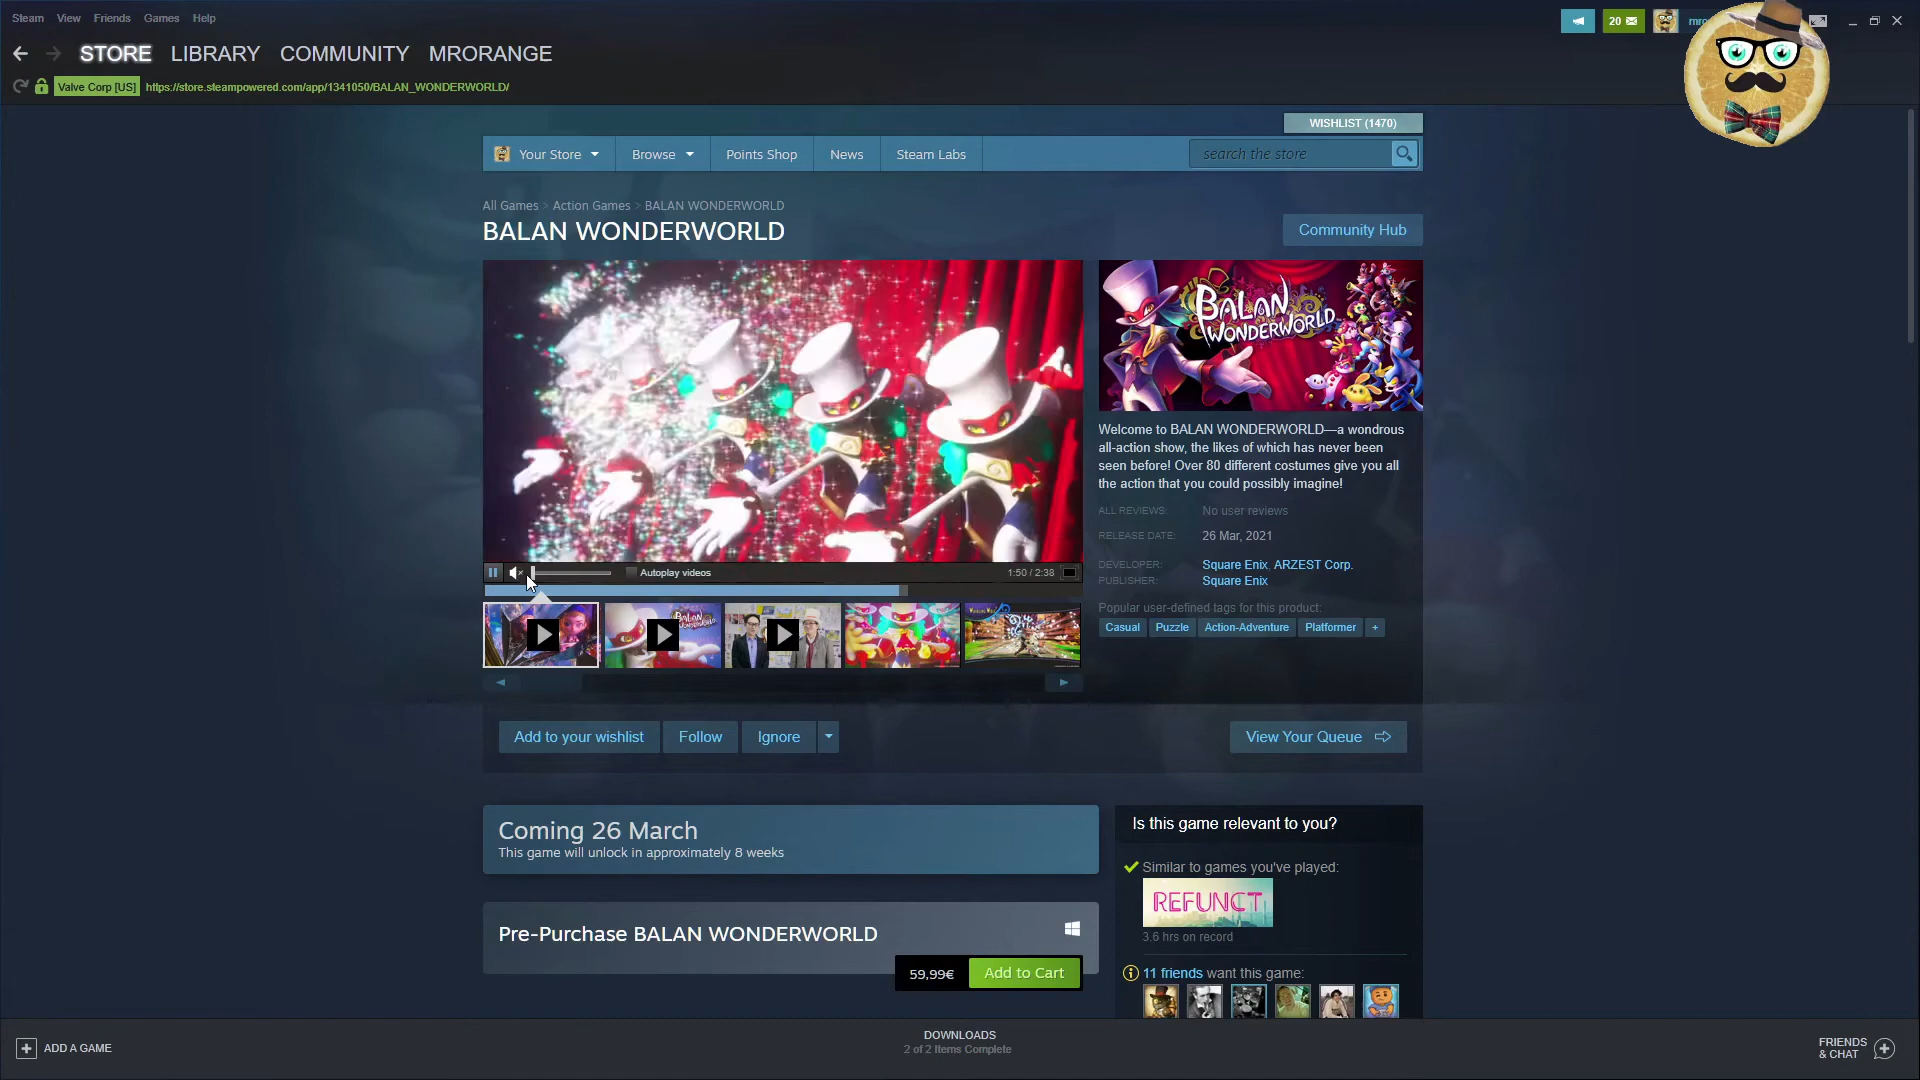 Steam View Friends Games Help
20
STORE LIBRARY COMMUNITY MRORANGE
Valve Corp [US] https://store.steampowered.com/app/1341050/BALAN_WONDERWORLD/
WISHLIST (1470)
Your Store Browse Points Shop News Steam Labs search the store
All Games > Action Games > BALAN WONDERWORLD
BALAN WONDERWORLD
Community Hub
BALAN WONDERWORLD
Welcome to BALAN WONDERWORLD—a wondrous
all-action show, the likes of which has never been
seen before! Over 80 different costumes give you all
the action that you could possibly imagine!
ALL REVIEWS: No user reviews
RELEASE DATE: 26 Mar, 2021
DEVELOPER: Square Enix, ARZEST Corp.
PUBLISHER: Square Enix
Popular user-defined tags for this product:
Casual Puzzle Action-Adventure Platformer +
Autoplay videos 1:50 / 2:38
BALAN WONDERWORLD
Add to your wishlist Follow Ignore View Your Queue
Coming 26 March
This game will unlock in approximately 8 weeks
Pre-Purchase BALAN WONDERWORLD
59,99€ Add to Cart
Is this game relevant to you?
Similar to games you've played:
REFUNCT
3.6 hrs on record
11 friends want this game:
ADD A GAME
DOWNLOADS
2 of 2 Items Complete
FRIENDS
& CHAT